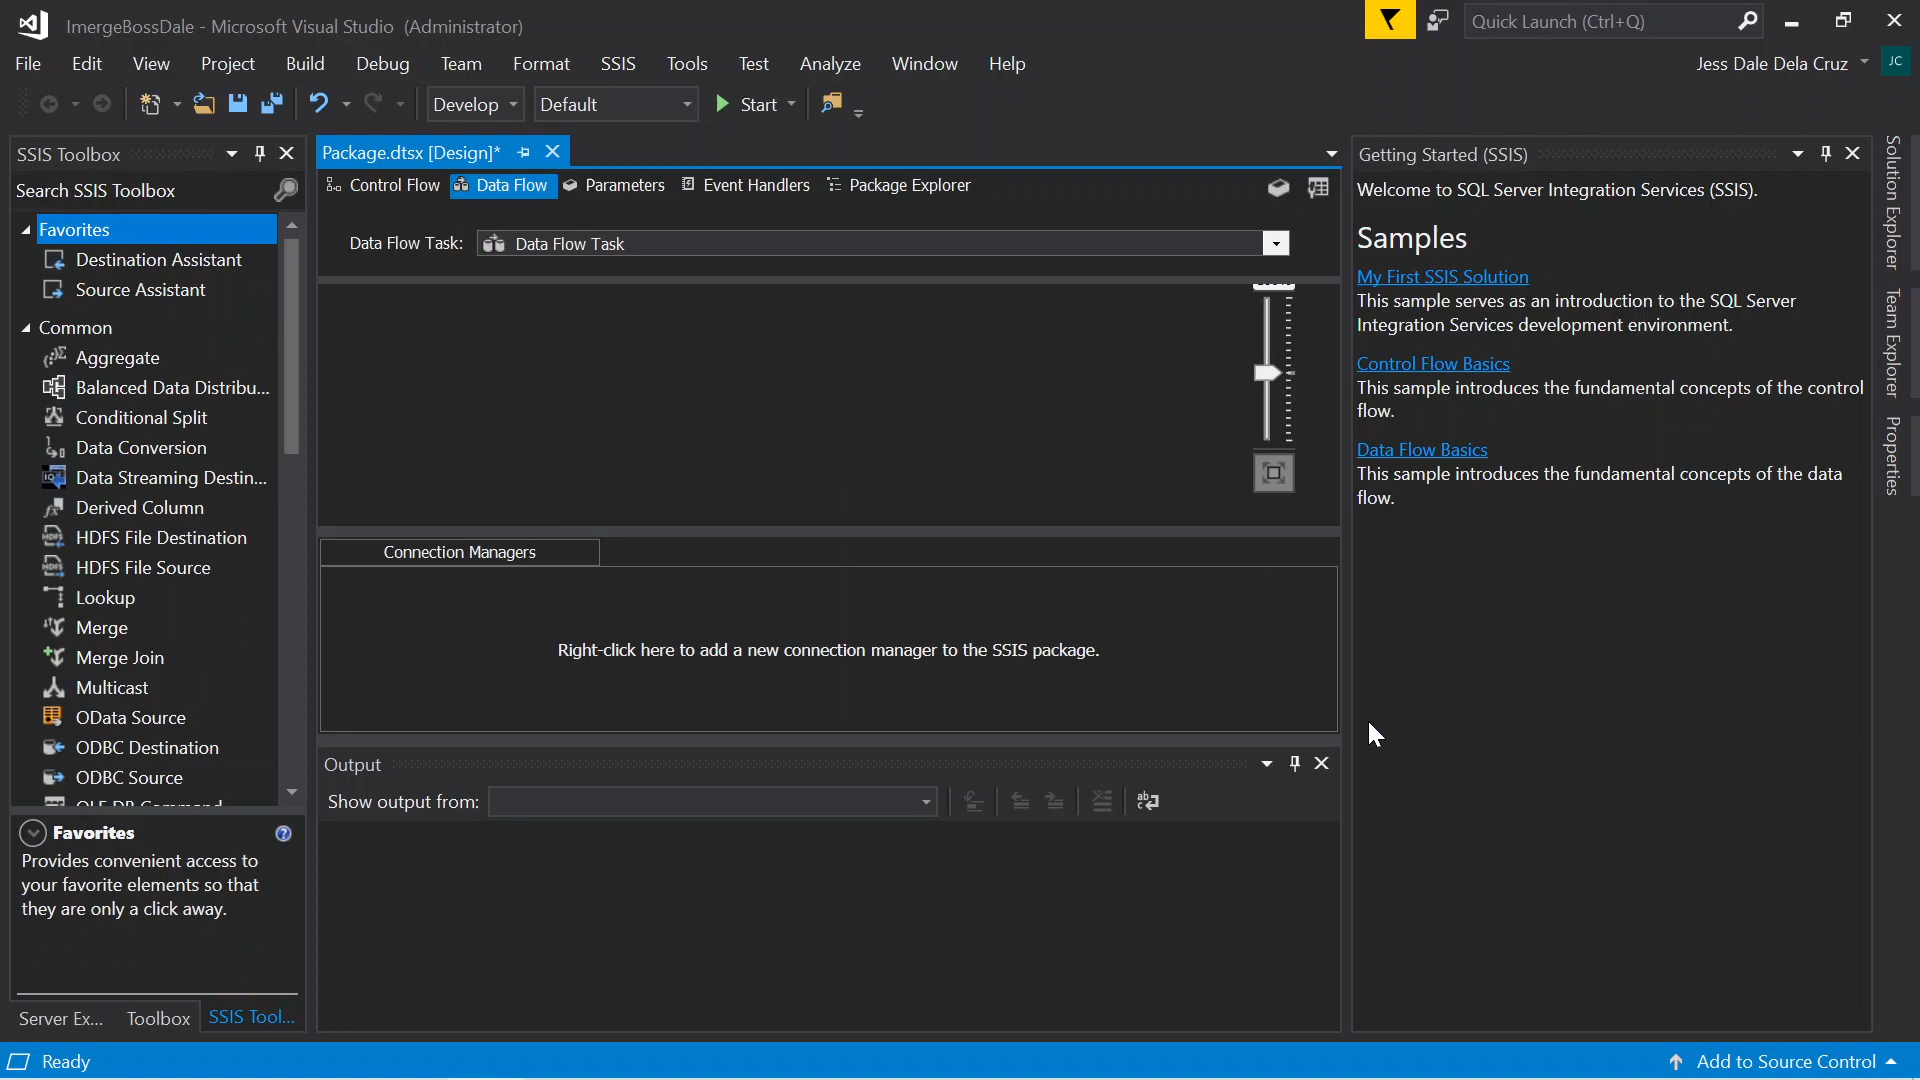 ImergeBossDale - Microsoft Visual Studio (Administrator)
Quick Launch (Ctrl+Q)
File Edit View Project Build Debug Team Format SSIS Tools Test Analyze Window Help
Jess Dale Dela Cruz JC
Develop Default Start
SSIS Toolbox
Search SSIS Toolbox
Favorites
Destination Assistant
Source Assistant
Common
Aggregate
Balanced Data Distribu...
Conditional Split
Data Conversion
Data Streaming Destin...
Derived Column
HDFS File Destination
HDFS File Source
Lookup
Merge
Merge Join
Multicast
OData Source
ODBC Destination
ODBC Source
Favorites
Provides convenient access to
your favorite elements so that
they are only a click away.
Server Ex... Toolbox SSIS Tool...
Package.dtsx [Design]*
Control Flow Data Flow Parameters Event Handlers Package Explorer
Data Flow Task: Data Flow Task
Connection Managers
Right-click here to add a new connection manager to the SSIS package.
Output
Show output from:
Getting Started (SSIS)
Welcome to SQL Server Integration Services (SSIS).
Samples
My First SSIS Solution
This sample serves as an introduction to the SQL Server
Integration Services development environment.
Control Flow Basics
This sample introduces the fundamental concepts of the control
flow.
Data Flow Basics
This sample introduces the fundamental concepts of the data
flow.
Solution Explorer
Team Explorer
Properties
Ready
Add to Source Control